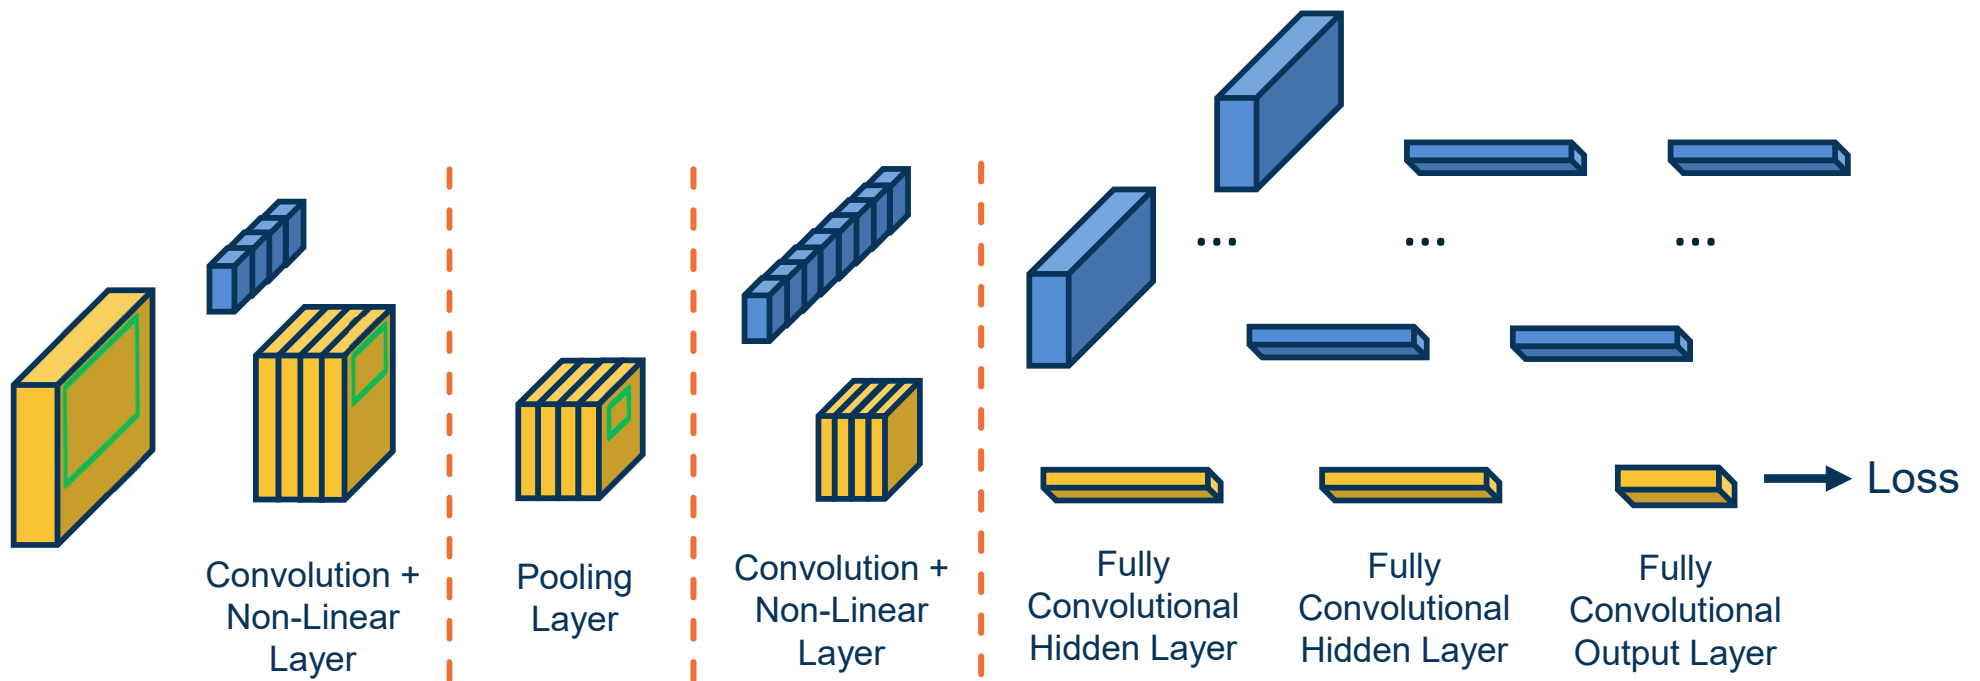 Convolution +
Non-Linear
Layer
Pooling
Layer
Convolution +
Non-Linear
Layer
...
...
...
Fully
Convolutional
Hidden Layer
Fully
Convolutional
Hidden Layer
Fully
Convolutional
Output Layer
Loss